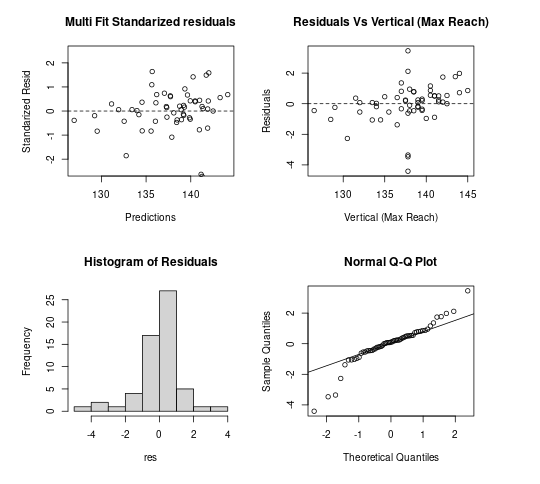 Multi Fit Standarized residuals
Standarized Resid
2
1
0
-1
-2
130 135 140
Predictions
Residuals Vs Vertical (Max Reach)
Residuals
2
0
-2
-4
130 135 140 145
Vertical (Max Reach)
Histogram of Residuals
Frequency
25
20
15
10
5
0
-4 -2 0 2 4
res
Normal Q-Q Plot
Sample Quantiles
2
0
-2
-4
-2 -1 0 1 2
Theoretical Quantiles